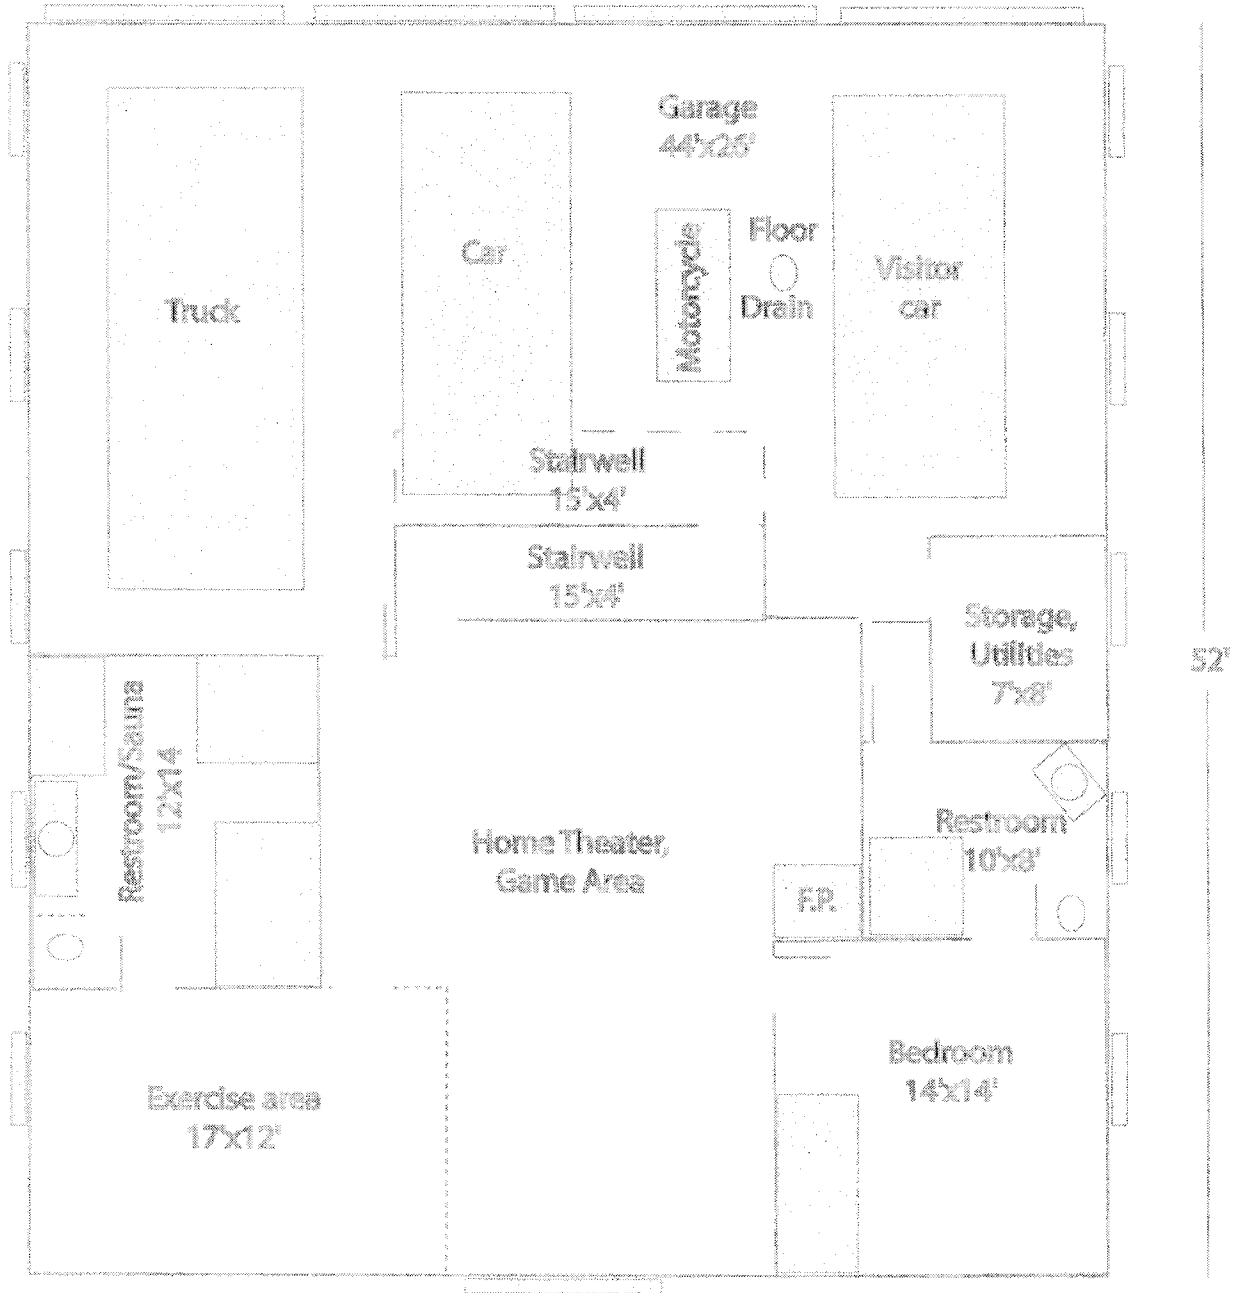 Garage
44'x26'
Truck
Car
Motorcycle
Floor
Drain
Visitor
car
Stairwell
15'x4'
Stairwell
15'x4'
Storage,
Utilities
7'x8'
52'
Restroom/Sauna
12'x14
Home Theater,
Game Area
F.P.
Restroom
10'x8'
Bedroom
14'x14'
Exercise area
17'x12'